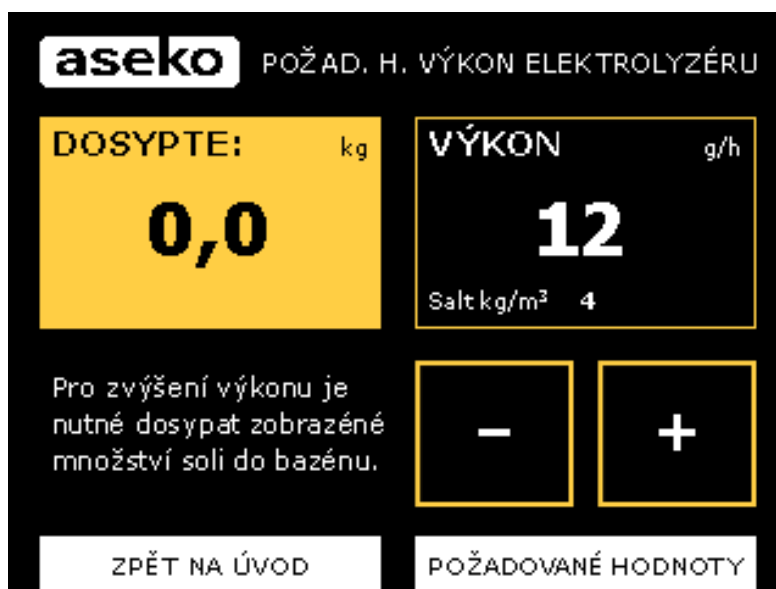 aseko POŽAD. H. VÝKON ELEKTROLYZÉRU
DOSYPTE: kg
0,0
VÝKON g/h
12
Salt kg/m³ 4
Pro zvýšení výkonu je
nutné dosypat zobrazéné
množství soli do bazénu.
- +
ZPĚT NA ÚVOD
POŽADOVANÉ HODNOTY